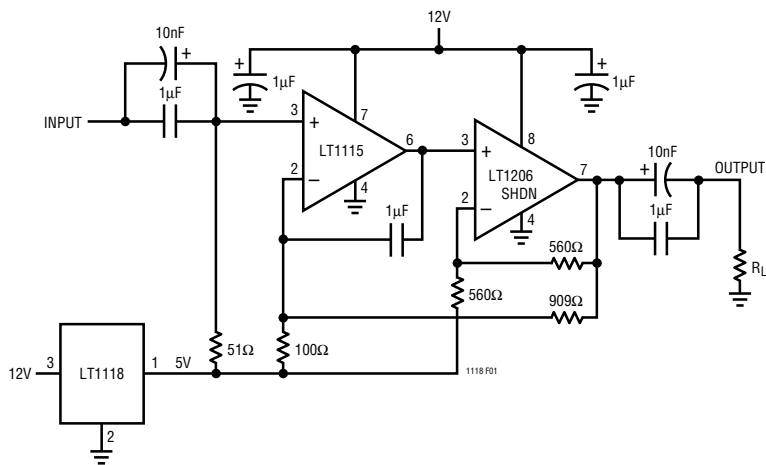 12V
10nF
+
1µF
+
1µF
+
1µF
INPUT
3
+
7
LT1115
6
2
–
4
1µF
3
+
8
LT1206
SHDN
7
2
–
4
+
10nF
OUTPUT
1µF
560Ω
560Ω
909Ω
RL
51Ω
100Ω
1118 F01
12V
3
LT1118
1
5V
2